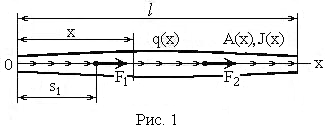 l
x q(x) A(x),J(x)
0 F₁ F₂ x
s₁
Рис. 1